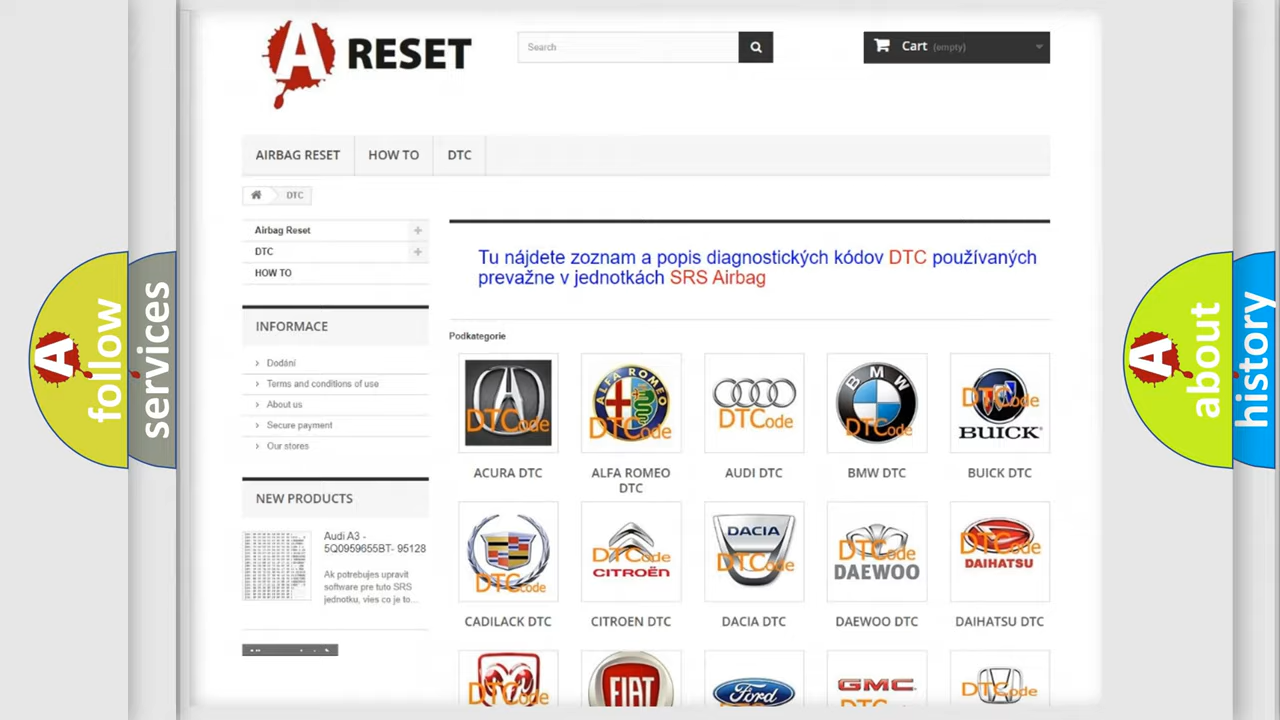 A RESET
Search
Cart (empty)
AIRBAG RESET
HOW TO
DTC
DTC
Airbag Reset
DTC
HOW TO
INFORMACE
Dodání
Terms and conditions of use
About us
Secure payment
Our stores
NEW PRODUCTS
Audi A3 -
5Q0959655BT- 95128
Ak potrebujes upravit
software pre tuto SRS
jednotku, vies co je to...
Tu nájdete zoznam a popis diagnostických kódov DTC používaných
prevažne v jednotkách SRS Airbag
Podkategorie
DTCode
ALFA ROMEO
DTCode
DTCode
BMW
DTCode
DTCode
BUICK
ACURA DTC
ALFA ROMEO
DTC
AUDI DTC
BMW DTC
BUICK DTC
DTCode
DTCode
CITROËN
DACIA
DTCode
DTCode
DAEWOO
DTCode
DAIHATSU
CADILACK DTC
CITROEN DTC
DACIA DTC
DAEWOO DTC
DAIHATSU DTC
DTCode
FIAT
Ford
GMC
DTCode
A follow
services
A about
history